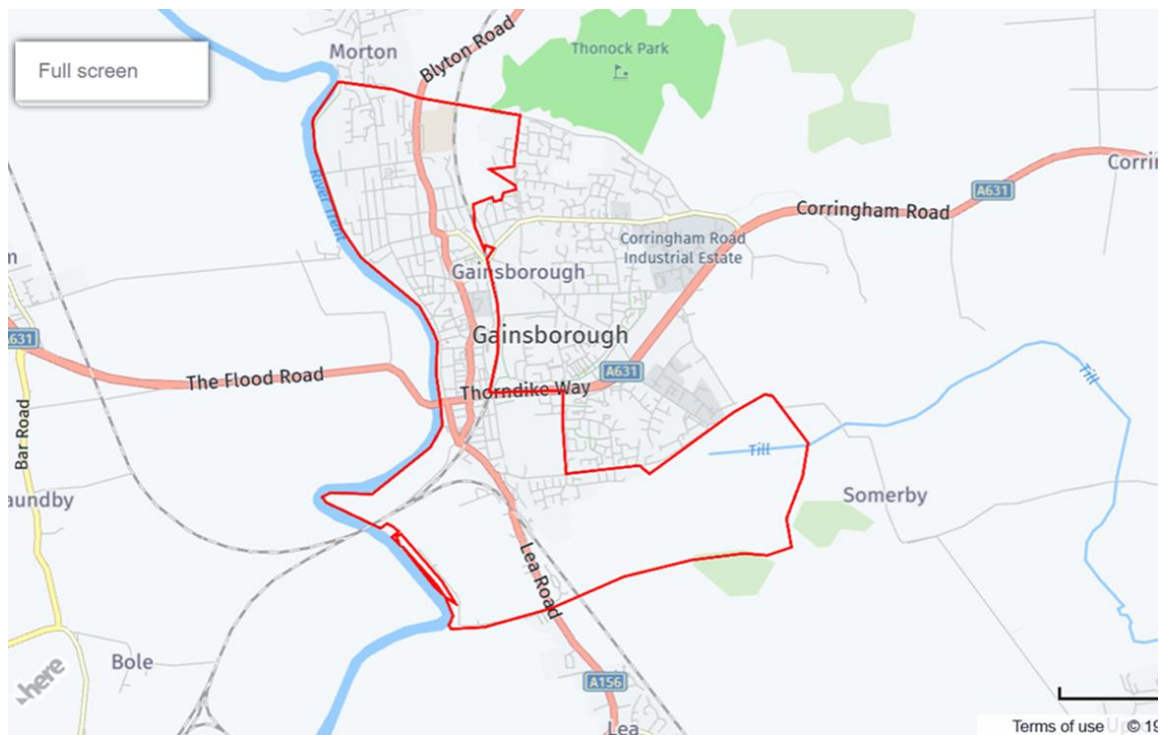 Full screen
Morton
Blyton Road
Thonock Park
River Trent
A631
Corrin
Corringham Road
Corringham Road
Industrial Estate
Gainsborough
m
Gainsborough
A631
The Flood Road
A631
Thorndike Way
Till
Bar Road
Till
aundby
Somerby
Lea Road
Bole
here
A156
Lea
Terms of use
© 19